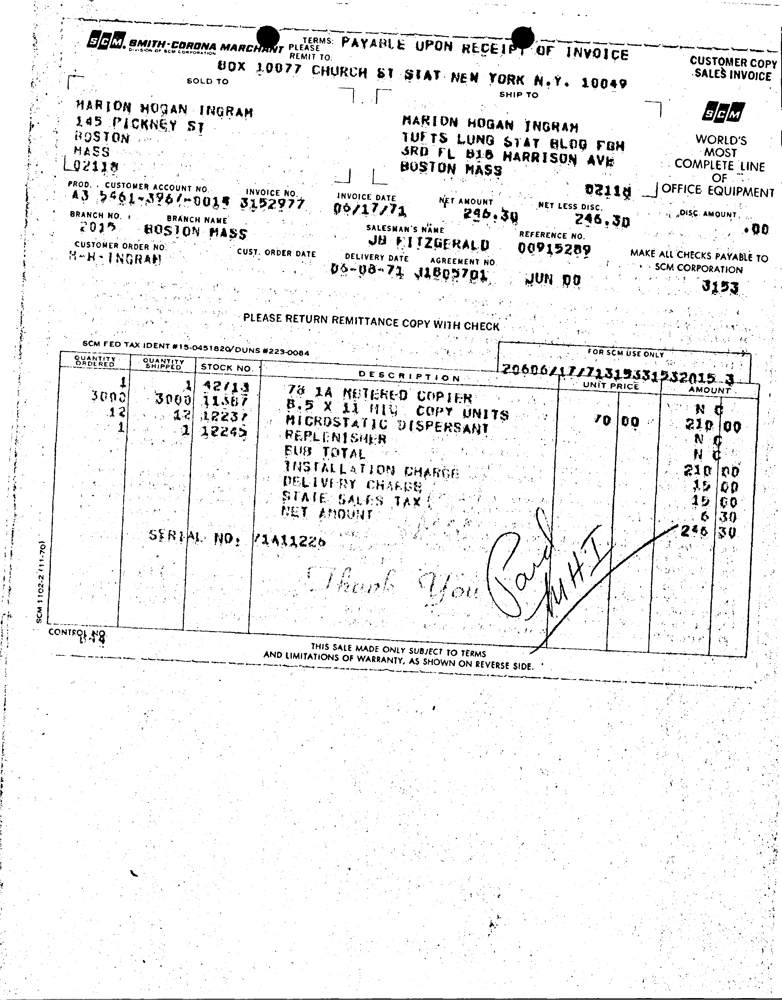 SCM SMITH-CORONA MARCHANT
DIVISION OF SCM CORPORATION
TERMS: PAYABLE UPON RECEIPT OF INVOICE
PLEASE REMIT TO:
BOX 10077 CHURCH ST STAT NEW YORK N.Y. 10049
CUSTOMER COPY
SALES INVOICE
SOLD TO
SHIP TO
MARION HOGAN INGRAM
145 PICKNEY ST
BOSTON
MASS
02118
MARION HOGAN INGRAM
TUFTS LUNG STAT BLDG FGH
3RD FL 818 HARRISON AVE
BOSTON MASS
02118
SCM
WORLD'S
MOST
COMPLETE LINE
OF
OFFICE EQUIPMENT
PROD. CUSTOMER ACCOUNT NO. INVOICE NO. INVOICE DATE NET AMOUNT NET LESS DISC. DISC. AMOUNT
A3 5461-3967-0014 3152977 06/17/71 246.30 246.30 .00
BRANCH NO. BRANCH NAME SALESMAN'S NAME REFERENCE NO.
2015 BOSTON MASS JB FITZGERALD 00915289
MAKE ALL CHECKS PAYABLE TO
SCM CORPORATION
CUSTOMER ORDER NO. CUST. ORDER DATE DELIVERY DATE AGREEMENT NO.
M-H-INGRAM 06-08-71 J1805701 JUN 00 3153
PLEASE RETURN REMITTANCE COPY WITH CHECK
SCM FED TAX IDENT #15-0451820/DUNS #223-0084
FOR SCM USE ONLY
20606/17/71315331532015 3
QUANTITY ORDERED QUANTITY SHIPPED STOCK NO. DESCRIPTION UNIT PRICE AMOUNT
1 1 42713 73 1A METERED COPIER N C
3000 3000 11387 8.5 X 11 COPY UNITS 70 00 210 00
12 12 12237 MICROSTATIC DISPERSANT N C
1 1 12245 REPLENISHER N C
SUB TOTAL 210 00
INSTALLATION CHARGE 15 00
DELIVERY CHARGE 15 00
STATE SALES TAX 6 30
NET AMOUNT 246 30
SERIAL NO: 71A11226
Thank You
Paid
MHI
SCM 1102-2 (11-70)
CONTROL NO.
THIS SALE MADE ONLY SUBJECT TO TERMS
AND LIMITATIONS OF WARRANTY, AS SHOWN ON REVERSE SIDE.